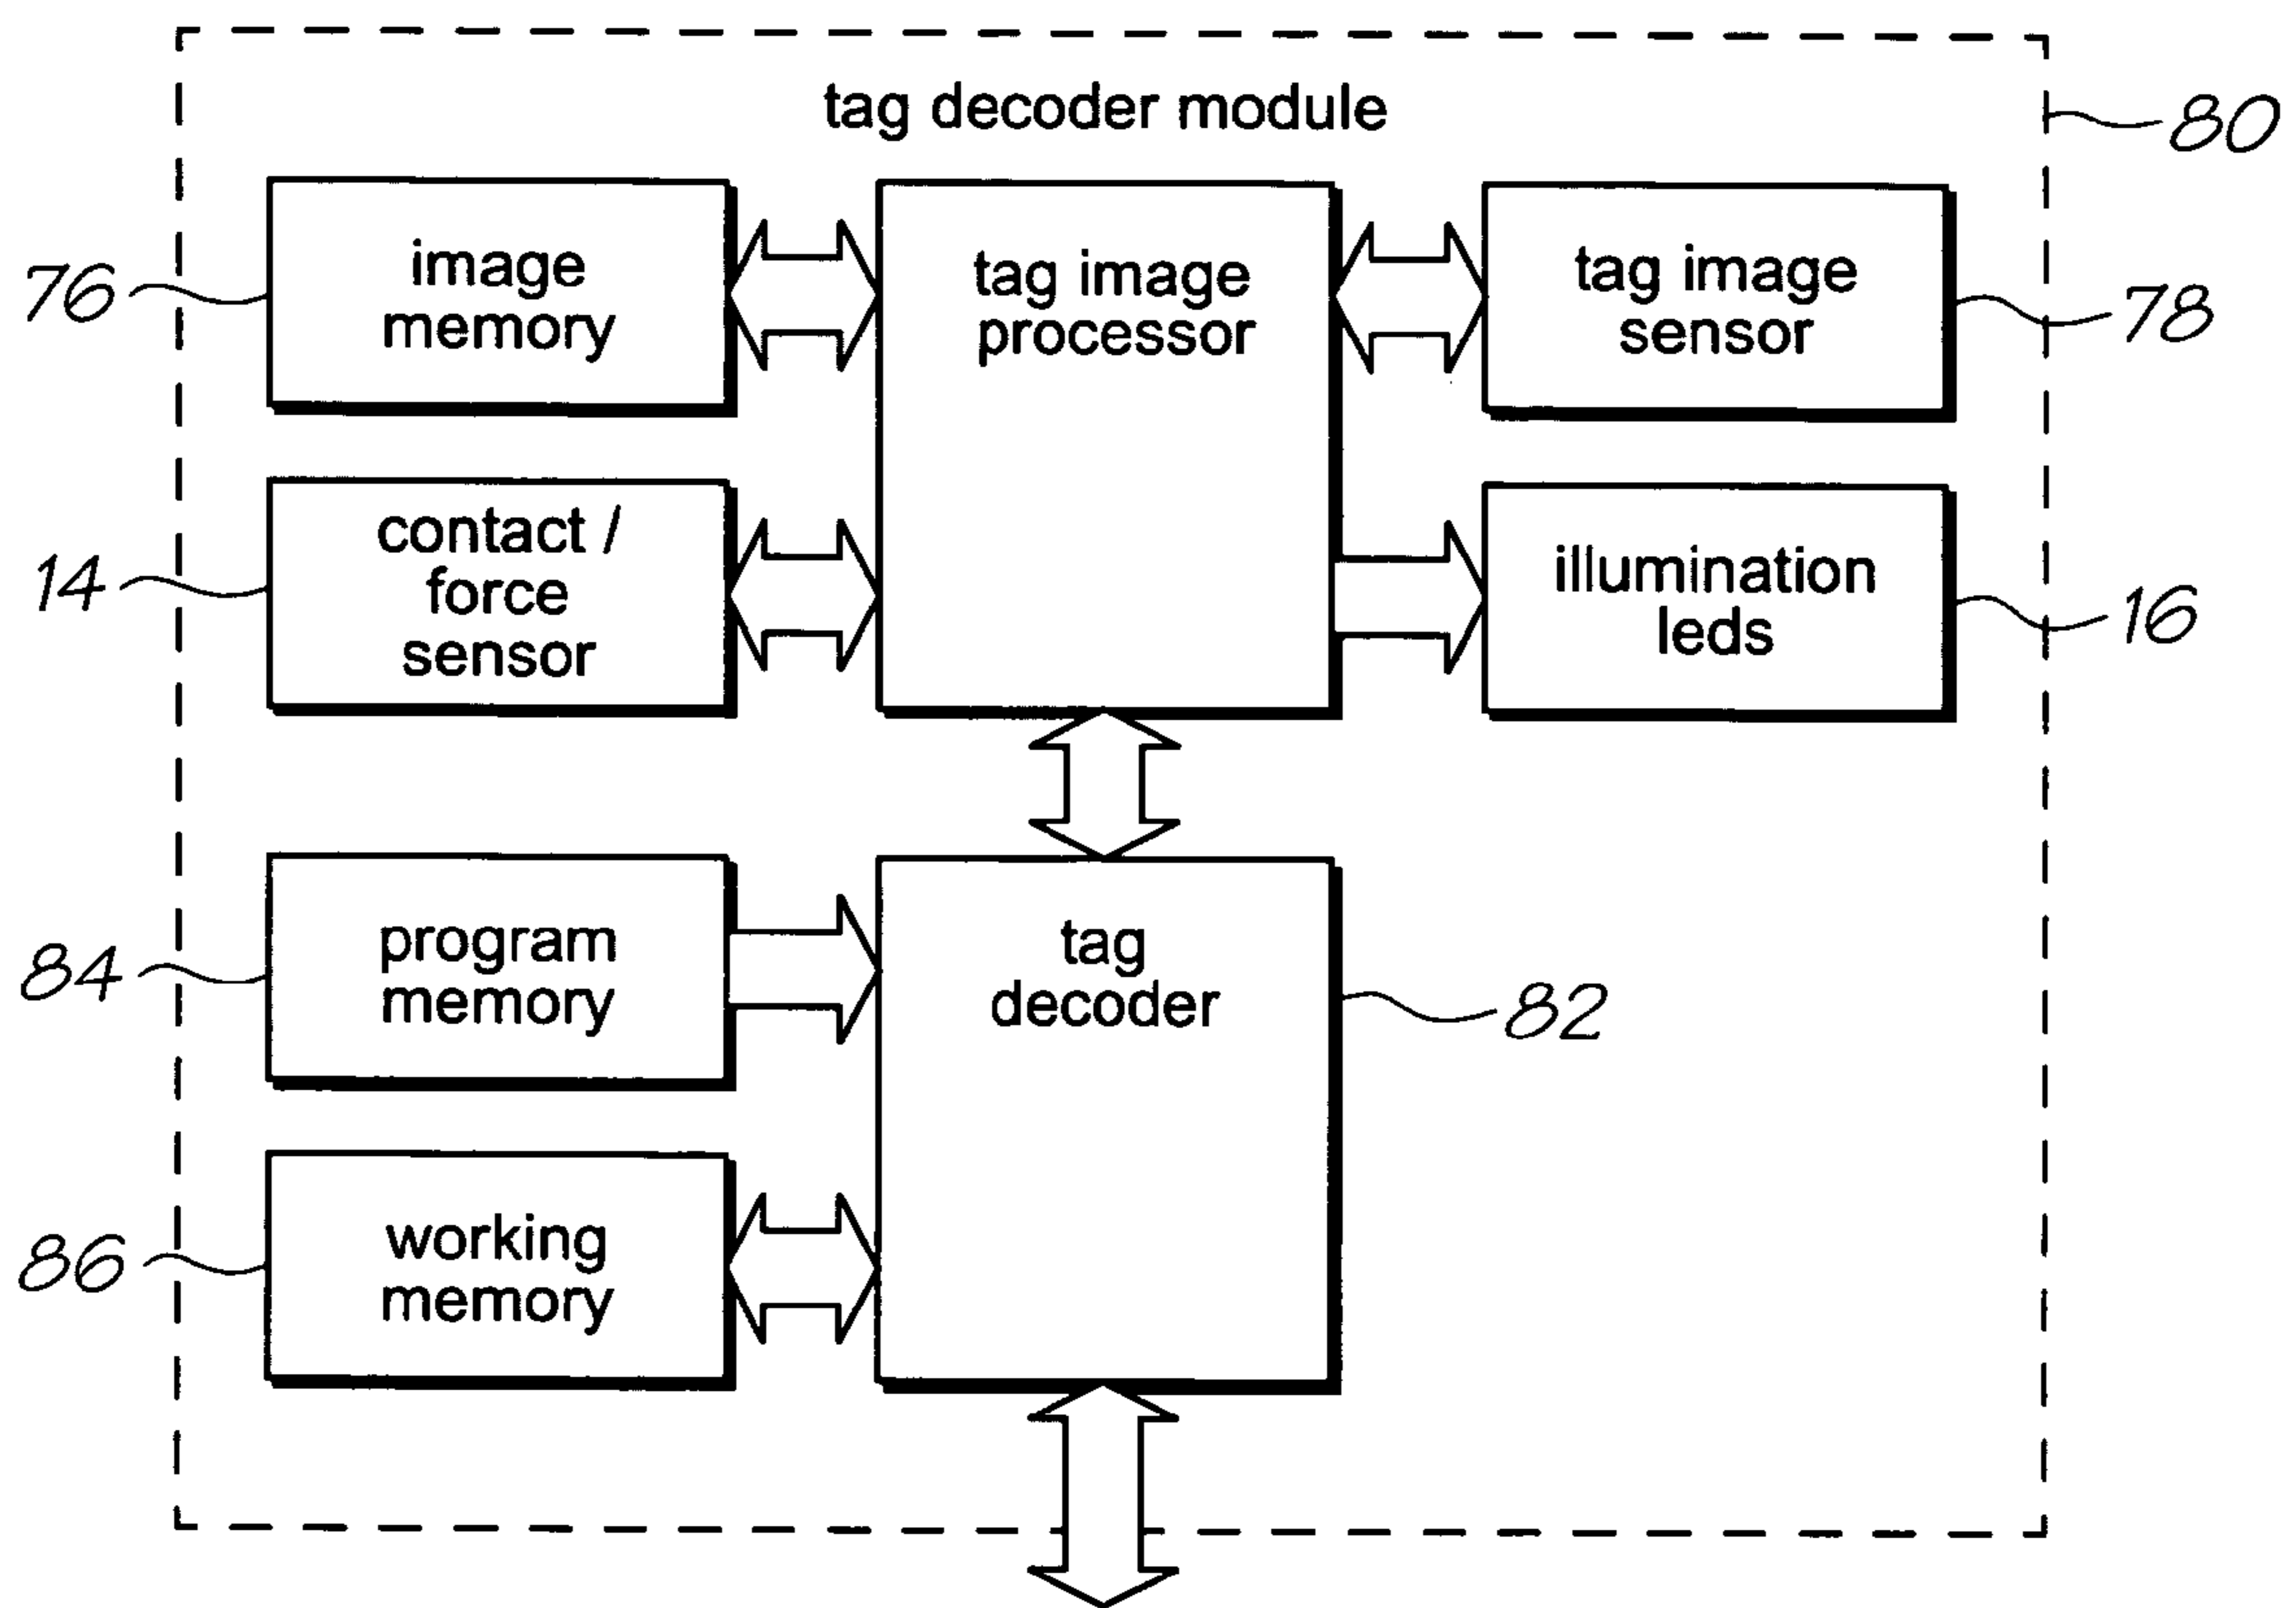 tag decoder module
80
76
image
memory
tag image
processor
tag image
sensor
78
14
contact /
force
sensor
illumination
leds
16
84
program
memory
tag
decoder
82
86
working
memory